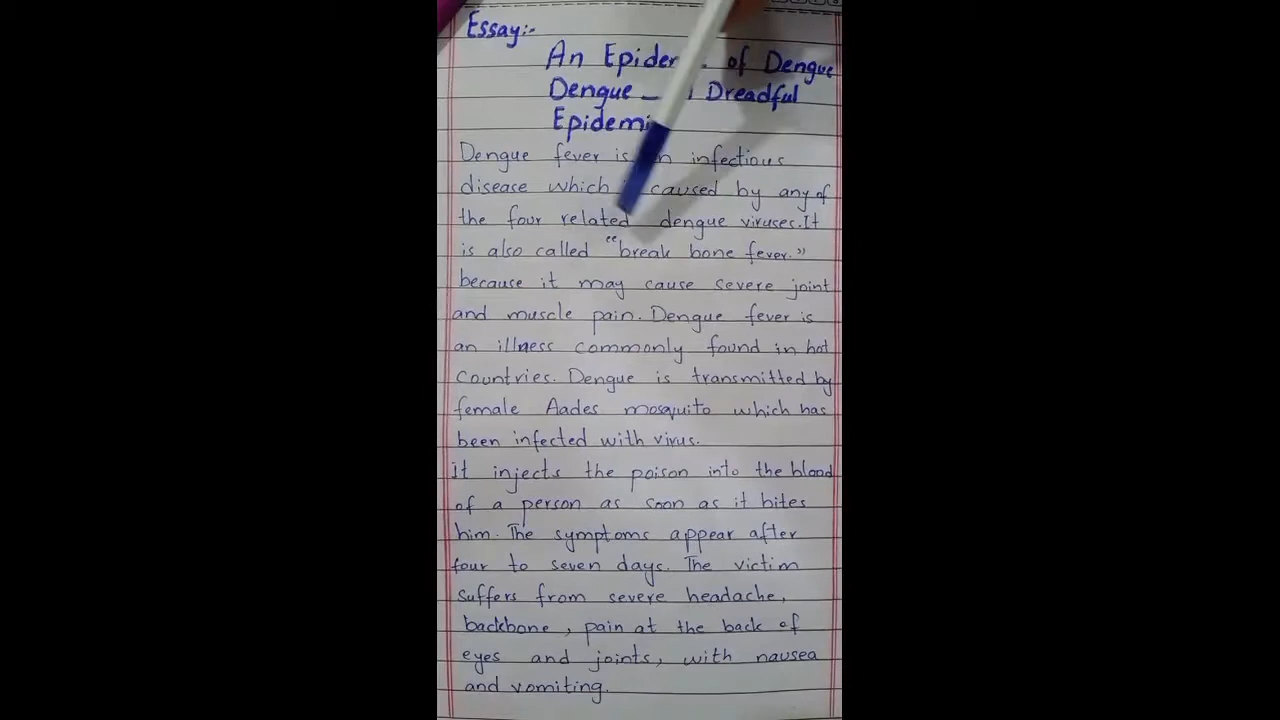 Essay:-
An Epider of Dengue
Dengue _ Dreadful
Epidemi
Dengue fever is an infectious
disease which caused by any of
the four related dengue viruses. It
is also called "break bone fever."
because it may cause severe joint
and muscle pain. Dengue fever is
an illness commonly found in hot
Countries. Dengue is transmitted by
female Aades mosquito which has
been infected with virus.
it injects the poison into the blood
of a person as soon as it bites
him. The symptoms appear after
four to seven days. The victim
suffers from severe headache,
backbone, pain at the back of
eyes and joints, with nausea
and vomiting.